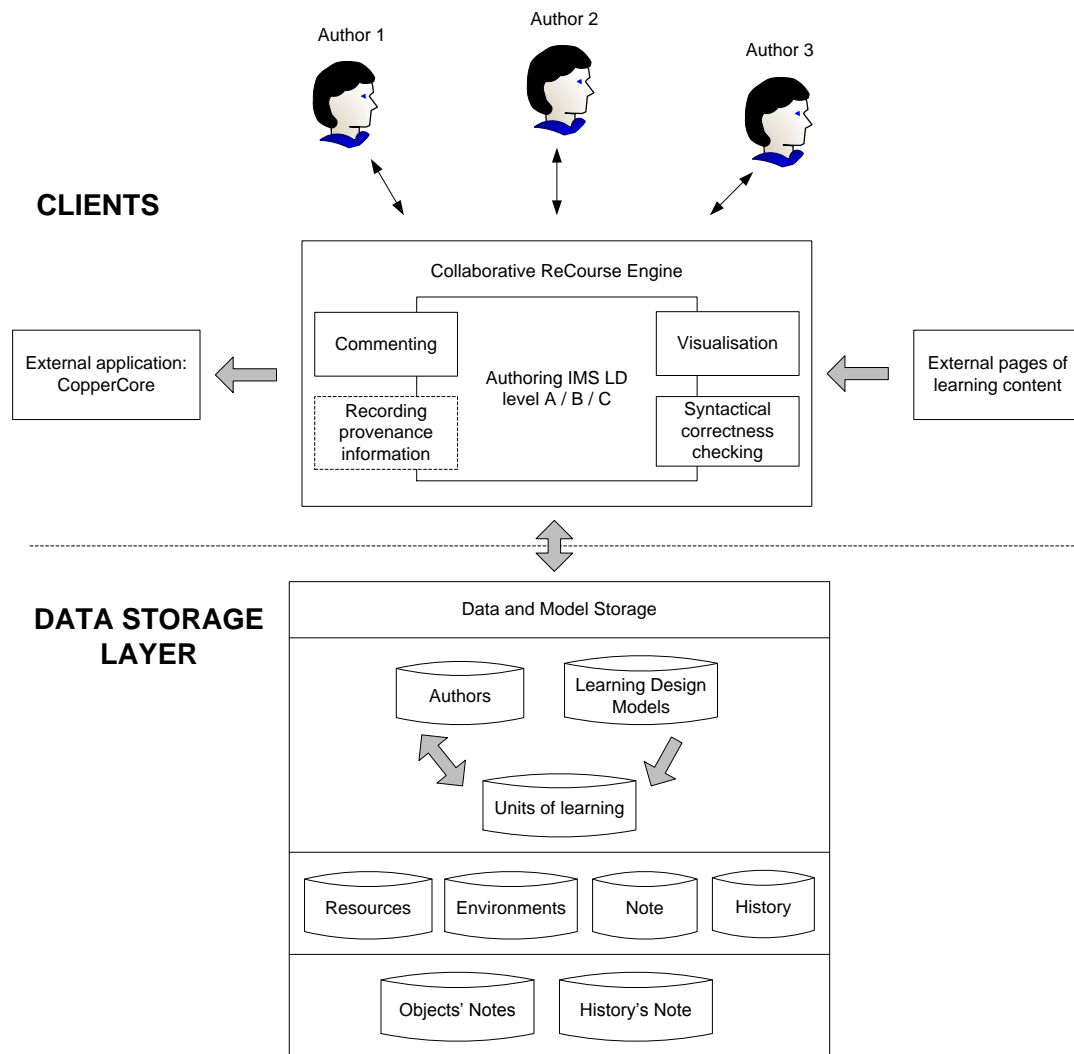 Author 1
Author 2
Author 3
CLIENTS
Collaborative ReCourse Engine
Commenting
Visualisation
External application:
CopperCore
Authoring IMS LD
level A / B / C
External pages of
learning content
Recording
provenance
information
Syntactical
correctness
checking
DATA STORAGE
LAYER
Data and Model Storage
Authors
Learning Design
Models
Units of learning
Resources
Environments
Note
History
Objects’ Notes
History’s Note